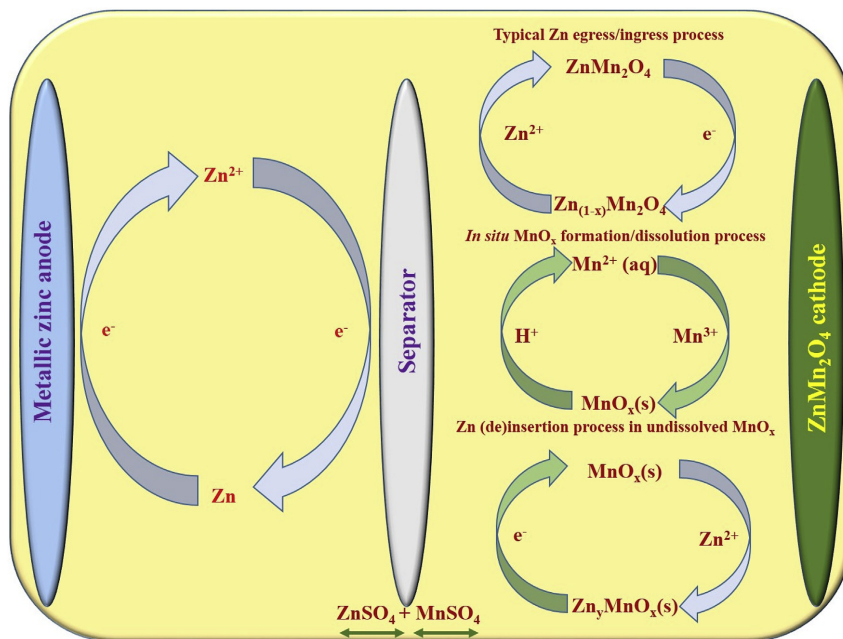 Metallic zinc anode
Zn²⁺
e⁻
e⁻
Zn
Separator
ZnSO₄ + MnSO₄
Typical Zn egress/ingress process
ZnMn₂O₄
Zn²⁺
e⁻
Zn₍₁₋ₓ₎Mn₂O₄
In situ MnOₓ formation/dissolution process
Mn²⁺ (aq)
H⁺
Mn³⁺
MnOₓ(s)
Zn (de)insertion process in undissolved MnOₓ
MnOₓ(s)
e⁻
Zn²⁺
ZnyMnOₓ(s)
ZnMn₂O₄ cathode